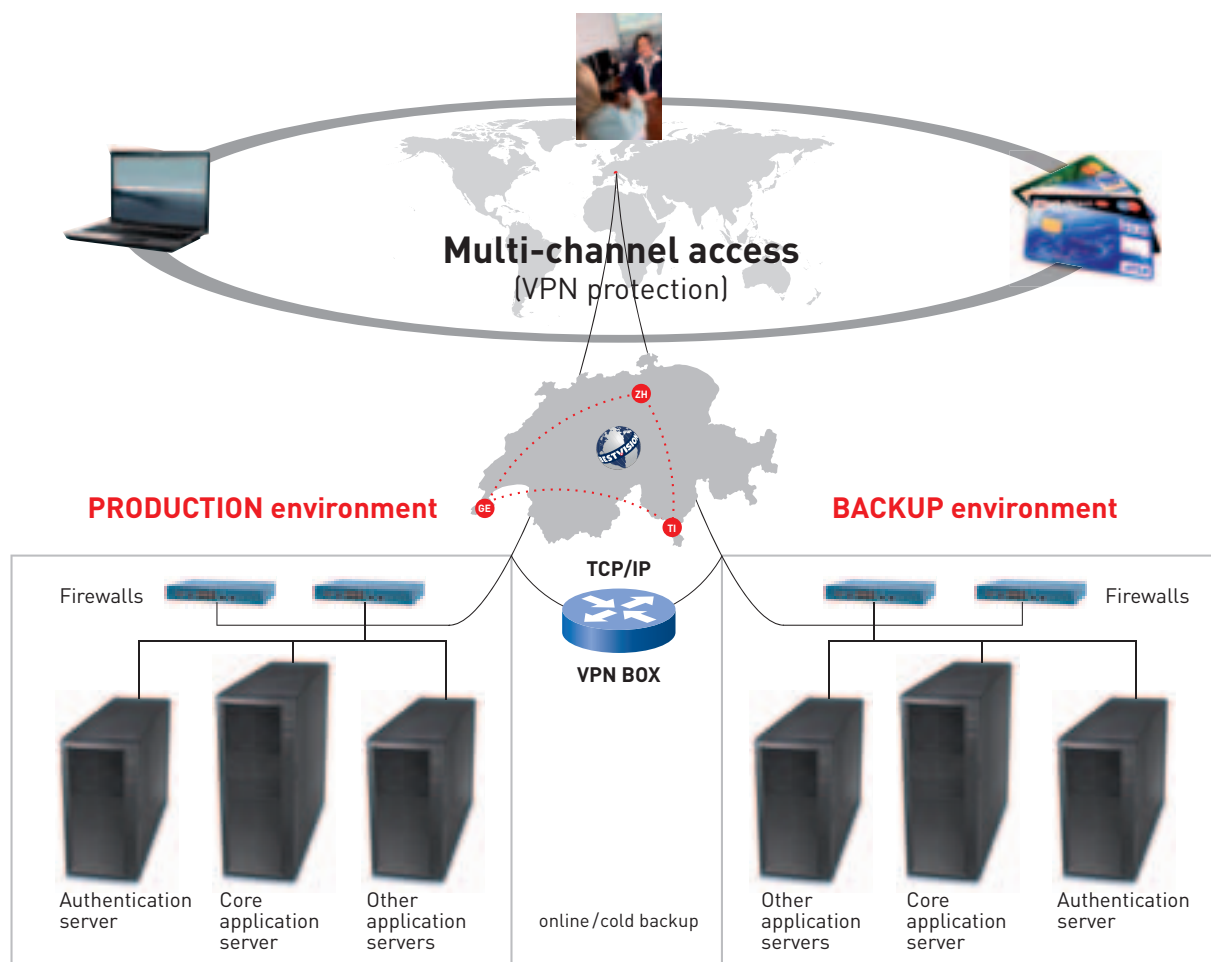 Multi-channel access
(VPN protection)
ZH
ESTVISIO
GE
TI
PRODUCTION environment
BACKUP environment
TCP/IP
VPN BOX
Firewalls
Firewalls
Authentication
server
Core
application
server
Other
application
servers
online/cold backup
Other
application
servers
Core
application
server
Authentication
server